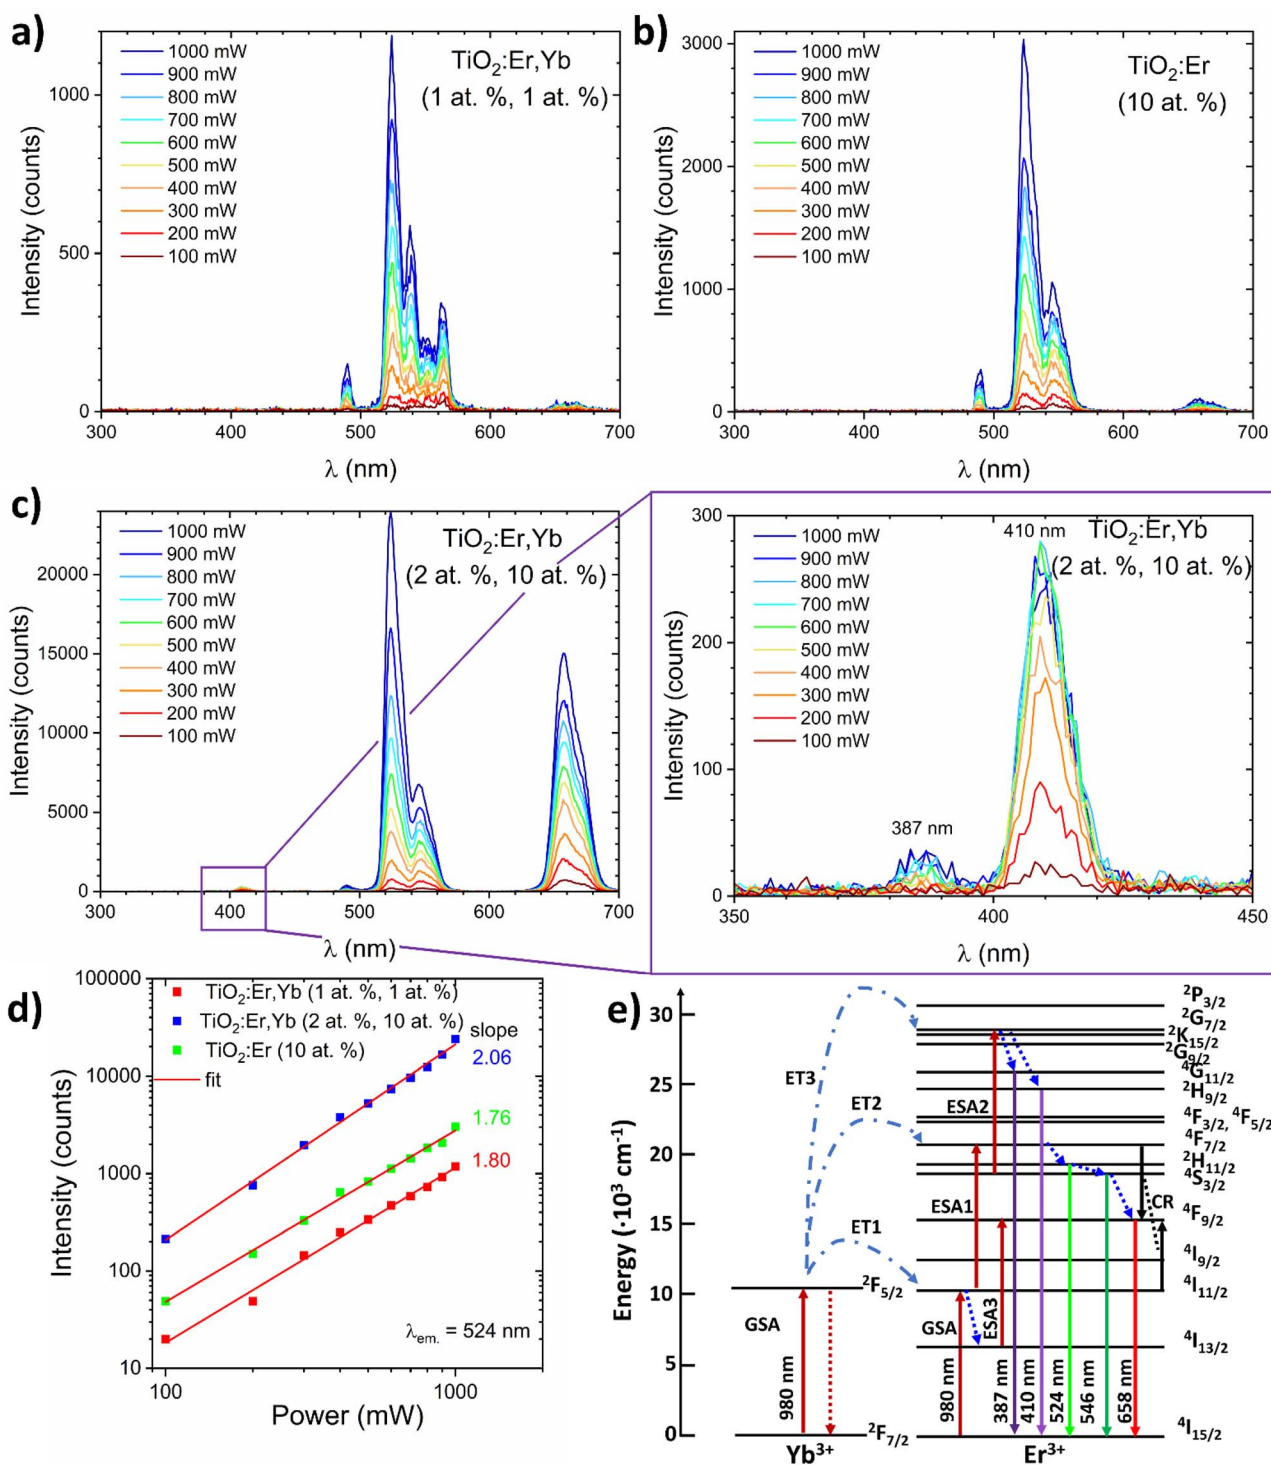 a)
1000 mW
900 mW
800 mW
700 mW
600 mW
500 mW
400 mW
300 mW
200 mW
100 mW
TiO₂:Er,Yb
(1 at. %, 1 at. %)
Intensity (counts)
1000
500
0
300 400 500 600 700
λ (nm)
b)
1000 mW
900 mW
800 mW
700 mW
600 mW
500 mW
400 mW
300 mW
200 mW
100 mW
TiO₂:Er
(10 at. %)
Intensity (counts)
3000
2000
1000
0
300 400 500 600 700
λ (nm)
c)
1000 mW
900 mW
800 mW
700 mW
600 mW
500 mW
400 mW
300 mW
200 mW
100 mW
TiO₂:Er,Yb
(2 at. %, 10 at. %)
Intensity (counts)
20000
15000
10000
5000
0
300 400 500 600 700
λ (nm)
1000 mW
900 mW
800 mW
700 mW
600 mW
500 mW
400 mW
300 mW
200 mW
100 mW
410 nm
TiO₂:Er,Yb
(2 at. %, 10 at. %)
387 nm
Intensity (counts)
300
200
100
0
350 400 450
λ (nm)
d)
TiO₂:Er,Yb (1 at. %, 1 at. %)
TiO₂:Er,Yb (2 at. %, 10 at. %)
TiO₂:Er (10 at. %)
fit
slope
2.06
1.76
1.80
λem. = 524 nm
Intensity (counts)
100000
10000
1000
100
10
100 1000
Power (mW)
e)
Energy (·10³ cm⁻¹)
30
25
20
15
10
5
0
ET3
ET2
ET1
GSA
980 nm
²F₅/₂
²F₇/₂
Yb³⁺
ESA2
ESA1
ESA3
GSA
CR
980 nm
387 nm
410 nm
524 nm
546 nm
658 nm
²P₃/₂
²G₇/₂
²K₁₅/₂
²G₉/₂
⁴G₁₁/₂
²H₉/₂
⁴F₃/₂, ⁴F₅/₂
⁴F₇/₂
²H₁₁/₂
⁴S₃/₂
⁴F₉/₂
⁴I₉/₂
⁴I₁₁/₂
⁴I₁₃/₂
⁴I₁₅/₂
Er³⁺